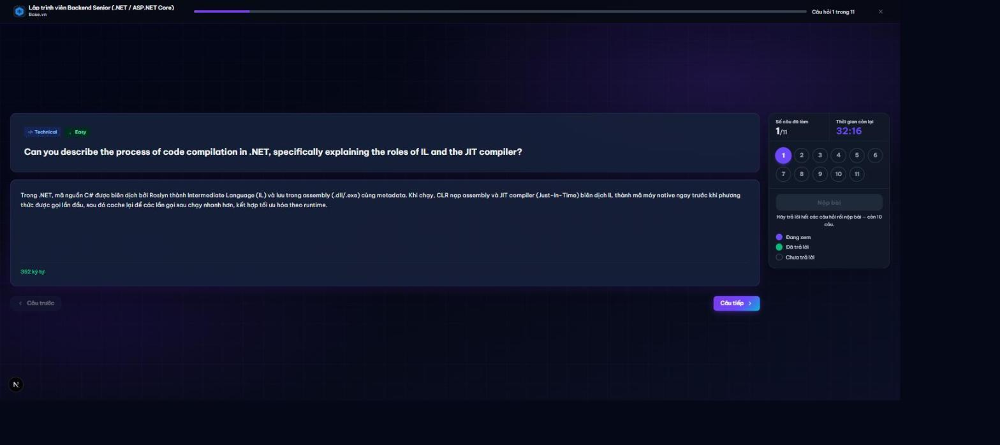 Lập trình viên Backend Senior (.NET / ASP.NET Core)
Base.vn
Câu hỏi 1 trong 11
Technical
Easy
Can you describe the process of code compilation in .NET, specifically explaining the roles of IL and the JIT compiler?
Trong .NET, mã nguồn C# được biên dịch bởi Roslyn thành Intermediate Language (IL) và lưu trong assembly (.dll/.exe) cùng metadata. Khi chạy, CLR nạp assembly và JIT compiler (Just-In-Time) biên dịch IL thành mã máy native ngay trước khi phương
thức được gọi lần đầu, sau đó cache lại để các lần gọi sau chạy nhanh hơn, kết hợp tối ưu hóa theo runtime.
352 ký tự
Câu trước
Câu tiếp
Số câu đã làm
1/11
Thời gian còn lại
32:16
1 2 3 4 5 6
7 8 9 10 11
Nộp bài
Hãy trả lời hết các câu hỏi rồi nộp bài — còn 10
câu.
Đang xem
Đã trả lời
Chưa trả lời
N